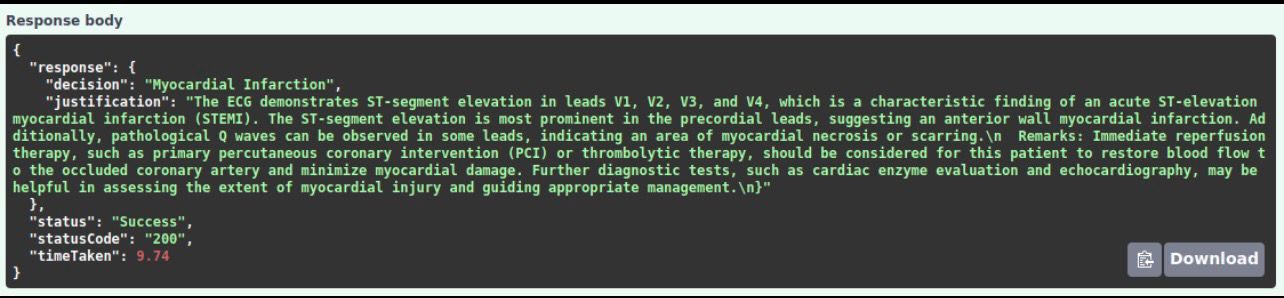 Response body
{
  "response": {
    "decision": "Myocardial Infarction",
    "justification": "The ECG demonstrates ST-segment elevation in leads V1, V2, V3, and V4, which is a characteristic finding of an acute ST-elevation
myocardial infarction (STEMI). The ST-segment elevation is most prominent in the precordial leads, suggesting an anterior wall myocardial infarction. Ad
ditionally, pathological Q waves can be observed in some leads, indicating an area of myocardial necrosis or scarring.\n  Remarks: Immediate reperfusion
therapy, such as primary percutaneous coronary intervention (PCI) or thrombolytic therapy, should be considered for this patient to restore blood flow t
o the occluded coronary artery and minimize myocardial damage. Further diagnostic tests, such as cardiac enzyme evaluation and echocardiography, may be
helpful in assessing the extent of myocardial injury and guiding appropriate management.\n}"
  },
  "status": "Success",
  "statusCode": "200",
  "timeTaken": 9.74
}
Download